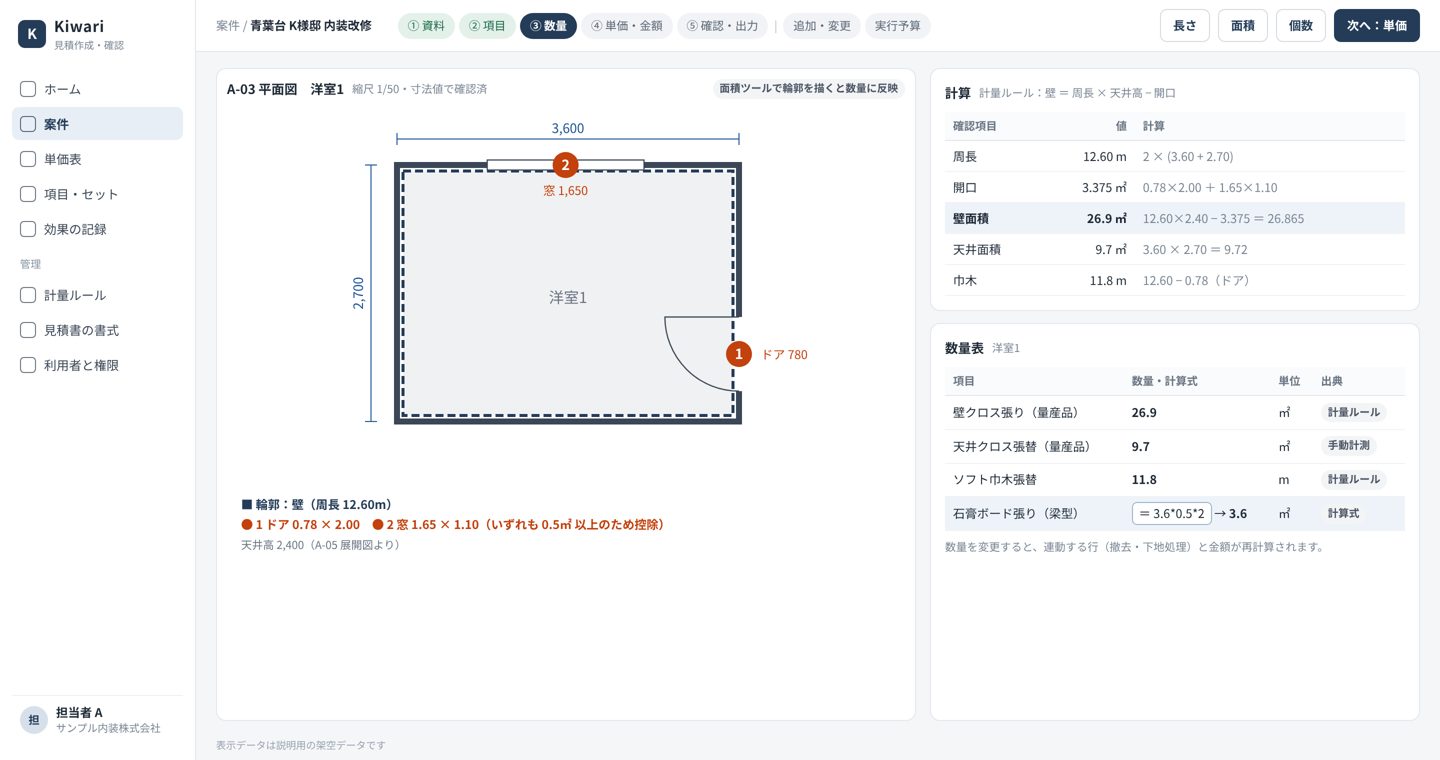 K Kiwari
見積作成・確認
ホーム
案件
単価表
項目・セット
効果の記録
管理
計量ルール
見積書の書式
利用者と権限
担 担当者 A
サンプル内装株式会社
案件 / 青葉台 K様邸 内装改修 ① 資料 ② 項目 ③ 数量 ④ 単価・金額 ⑤ 確認・出力 | 追加・変更 実行予算 長さ 面積 個数 次へ：単価
A-03 平面図　洋室1 縮尺 1/50・寸法値で確認済 面積ツールで輪郭を描くと数量に反映
3,600
2
窓 1,650
2,700
洋室1
1 ドア 780
■ 輪郭：壁（周長 12.60m）
● 1 ドア 0.78 × 2.00　● 2 窓 1.65 × 1.10（いずれも 0.5㎡ 以上のため控除）
天井高 2,400（A-05 展開図より）
計算 計量ルール：壁 ＝ 周長 × 天井高 − 開口
確認項目 値 計算
周長 12.60 m 2 × (3.60 + 2.70)
開口 3.375 ㎡ 0.78×2.00 ＋ 1.65×1.10
壁面積 26.9 ㎡ 12.60×2.40 − 3.375 ＝ 26.865
天井面積 9.7 ㎡ 3.60 × 2.70 ＝ 9.72
巾木 11.8 m 12.60 − 0.78（ドア）
数量表 洋室1
項目 数量・計算式 単位 出典
壁クロス張り（量産品） 26.9 ㎡ 計量ルール
天井クロス張替（量産品） 9.7 ㎡ 手動計測
ソフト巾木張替 11.8 m 計量ルール
石膏ボード張り（梁型） ＝ 3.6*0.5*2 → 3.6 ㎡ 計算式
数量を変更すると、連動する行（撤去・下地処理）と金額が再計算されます。
表示データは説明用の架空データです